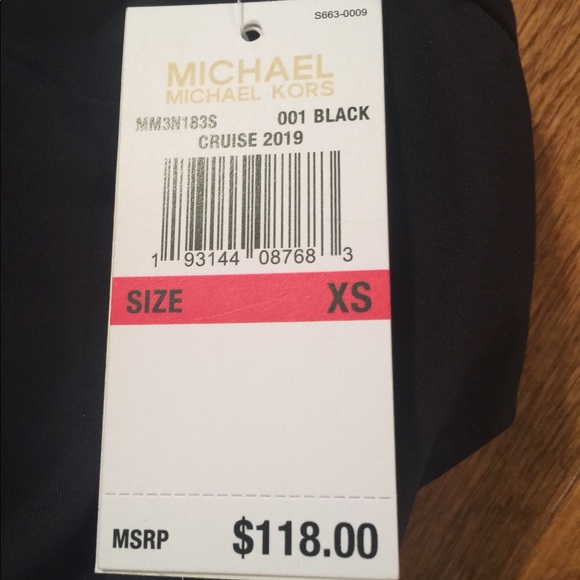 S663-0009
MICHAEL
MICHAEL KORS
MM3N183S 001 BLACK
CRUISE 2019
1 93144 08768 3
SIZE XS
MSRP $118.00